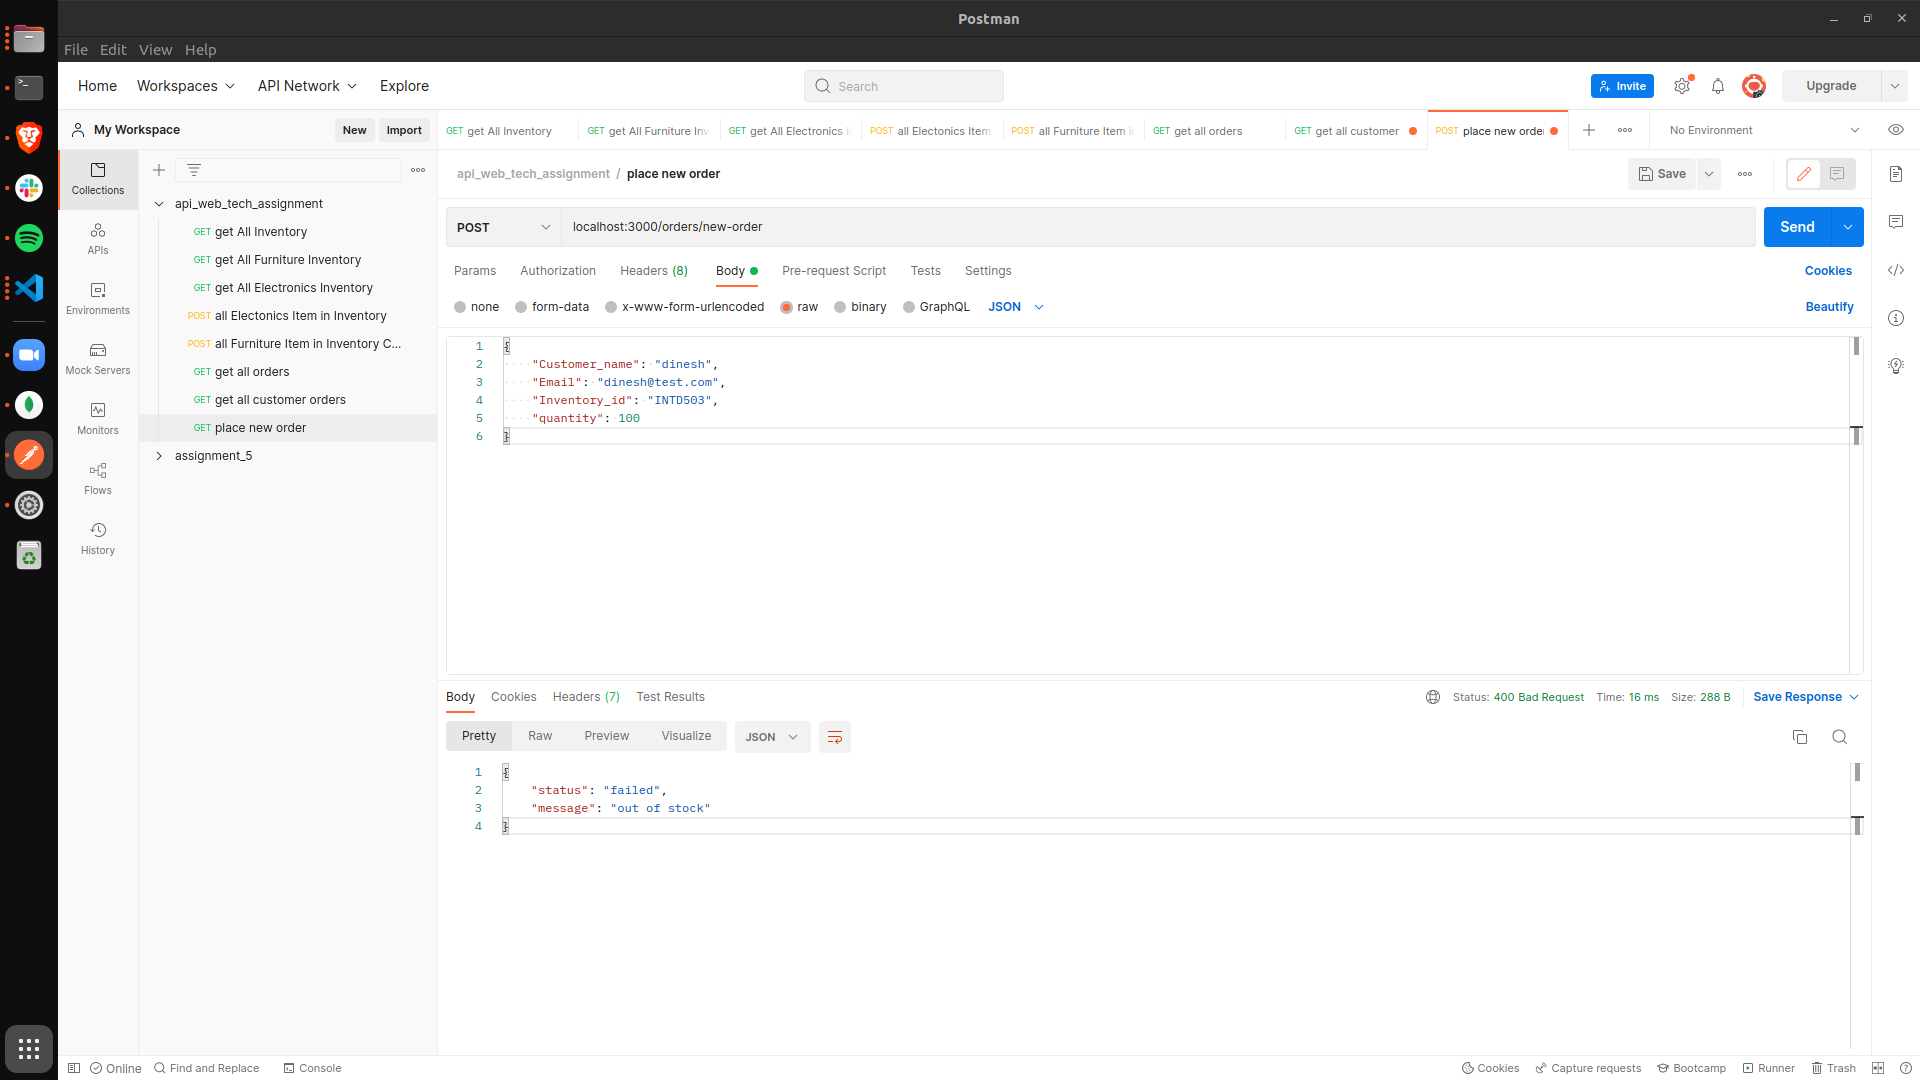 Postman
File Edit View Help
Home Workspaces API Network Explore
Search
Invite
Upgrade
My Workspace
New Import
GET get All Inventory
GET get All Furniture Inv
GET get All Electronics I
POST all Electonics Item
POST all Furniture Item i
GET get all orders
GET get all customer
POST place new order
No Environment
Collections
APIs
Environments
Mock Servers
Monitors
Flows
History
api_web_tech_assignment
GET get All Inventory
GET get All Furniture Inventory
GET get All Electronics Inventory
POST all Electonics Item in Inventory
POST all Furniture Item in Inventory C...
GET get all orders
GET get all customer orders
GET place new order
assignment_5
api_web_tech_assignment / place new order
Save
POST localhost:3000/orders/new-order
Send
Params Authorization Headers (8) Body Pre-request Script Tests Settings
Cookies
none form-data x-www-form-urlencoded raw binary GraphQL JSON
Beautify
1 {
2 "Customer_name": "dinesh",
3 "Email": "dinesh@test.com",
4 "Inventory_id": "INTD503",
5 "quantity": 100
6 }
Body Cookies Headers (7) Test Results
Status: 400 Bad Request Time: 16 ms Size: 288 B
Save Response
Pretty Raw Preview Visualize JSON
1 {
2 "status": "failed",
3 "message": "out of stock"
4 }
Online Find and Replace Console
Cookies Capture requests Bootcamp Runner Trash